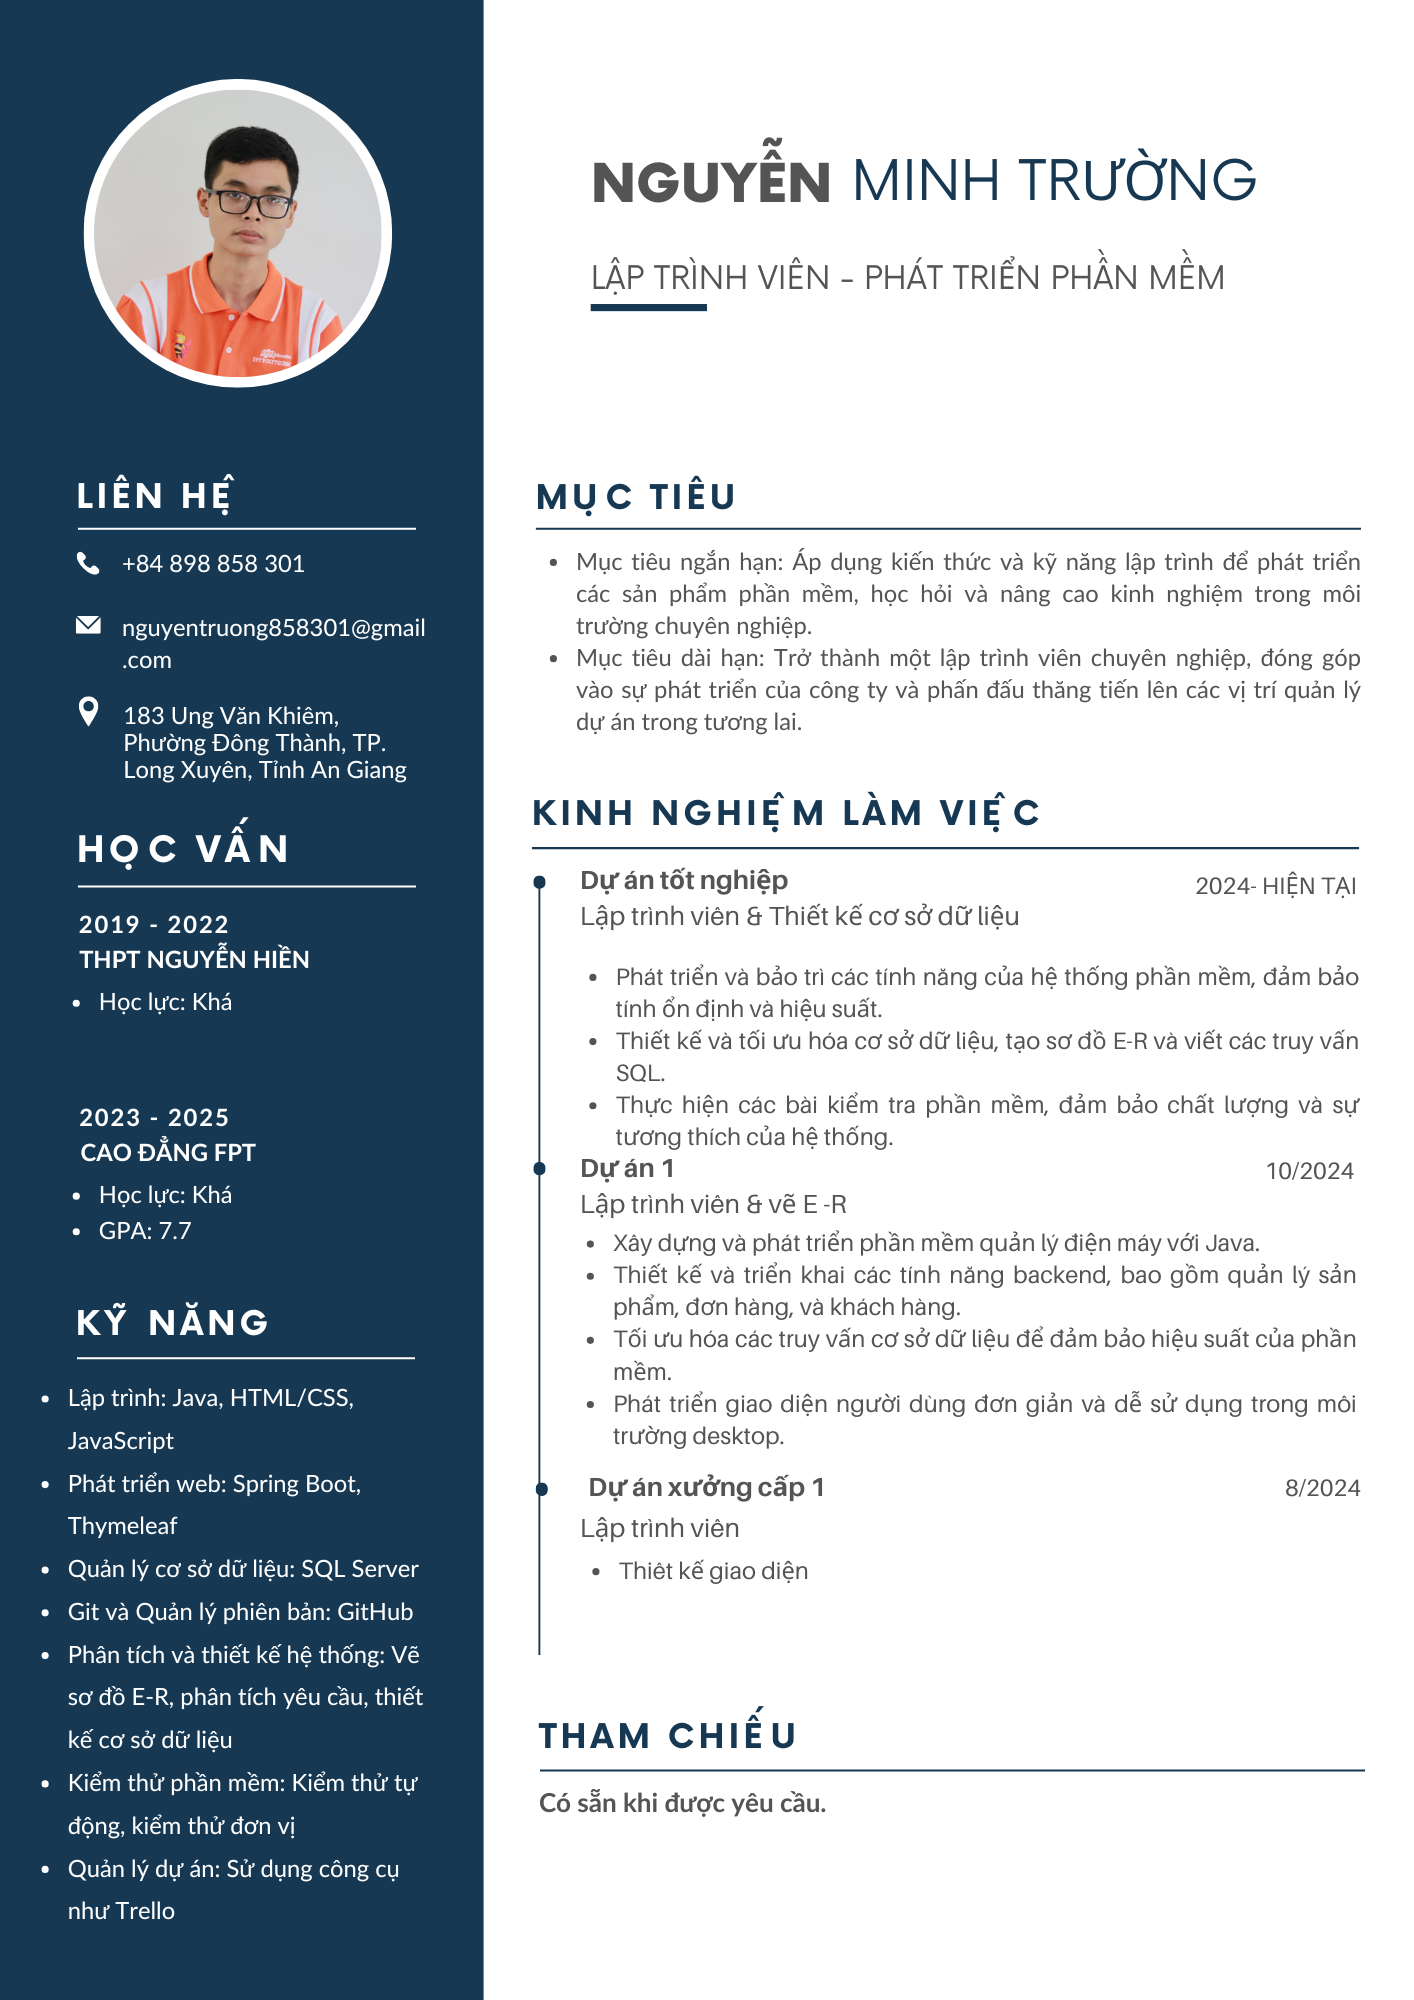 NGUYỄN MINH TRƯỜNG
LẬP TRÌNH VIÊN - PHÁT TRIỂN PHẦN MỀM
LIÊN HỆ
+84 898 858 301
nguyentruong858301@gmail
.com
183 Ung Văn Khiêm,
Phường Đông Thành, TP.
Long Xuyên, Tỉnh An Giang
HỌC VẤN
2019 - 2022
THPT NGUYỄN HIỀN
• Học lực: Khá
2023 - 2025
CAO ĐẲNG FPT
• Học lực: Khá
• GPA: 7.7
KỸ NĂNG
• Lập trình: Java, HTML/CSS,
JavaScript
• Phát triển web: Spring Boot,
Thymeleaf
• Quản lý cơ sở dữ liệu: SQL Server
• Git và Quản lý phiên bản: GitHub
• Phân tích và thiết kế hệ thống: Vẽ
sơ đồ E-R, phân tích yêu cầu, thiết
kế cơ sở dữ liệu
• Kiểm thử phần mềm: Kiểm thử tự
động, kiểm thử đơn vị
• Quản lý dự án: Sử dụng công cụ
như Trello
MỤC TIÊU
• Mục tiêu ngắn hạn: Áp dụng kiến thức và kỹ năng lập trình để phát triển
các sản phẩm phần mềm, học hỏi và nâng cao kinh nghiệm trong môi
trường chuyên nghiệp.
• Mục tiêu dài hạn: Trở thành một lập trình viên chuyên nghiệp, đóng góp
vào sự phát triển của công ty và phấn đấu thăng tiến lên các vị trí quản lý
dự án trong tương lai.
KINH NGHIỆM LÀM VIỆC
Dự án tốt nghiệp 2024- HIỆN TẠI
Lập trình viên & Thiết kế cơ sở dữ liệu
• Phát triển và bảo trì các tính năng của hệ thống phần mềm, đảm bảo
tính ổn định và hiệu suất.
• Thiết kế và tối ưu hóa cơ sở dữ liệu, tạo sơ đồ E-R và viết các truy vấn
SQL.
• Thực hiện các bài kiểm tra phần mềm, đảm bảo chất lượng và sự
tương thích của hệ thống.
Dự án 1 10/2024
Lập trình viên & vẽ E -R
• Xây dựng và phát triển phần mềm quản lý điện máy với Java.
• Thiết kế và triển khai các tính năng backend, bao gồm quản lý sản
phẩm, đơn hàng, và khách hàng.
• Tối ưu hóa các truy vấn cơ sở dữ liệu để đảm bảo hiệu suất của phần
mềm.
• Phát triển giao diện người dùng đơn giản và dễ sử dụng trong môi
trường desktop.
Dự án xưởng cấp 1 8/2024
Lập trình viên
• Thiêt kế giao diện
THAM CHIẾU
Có sẵn khi được yêu cầu.